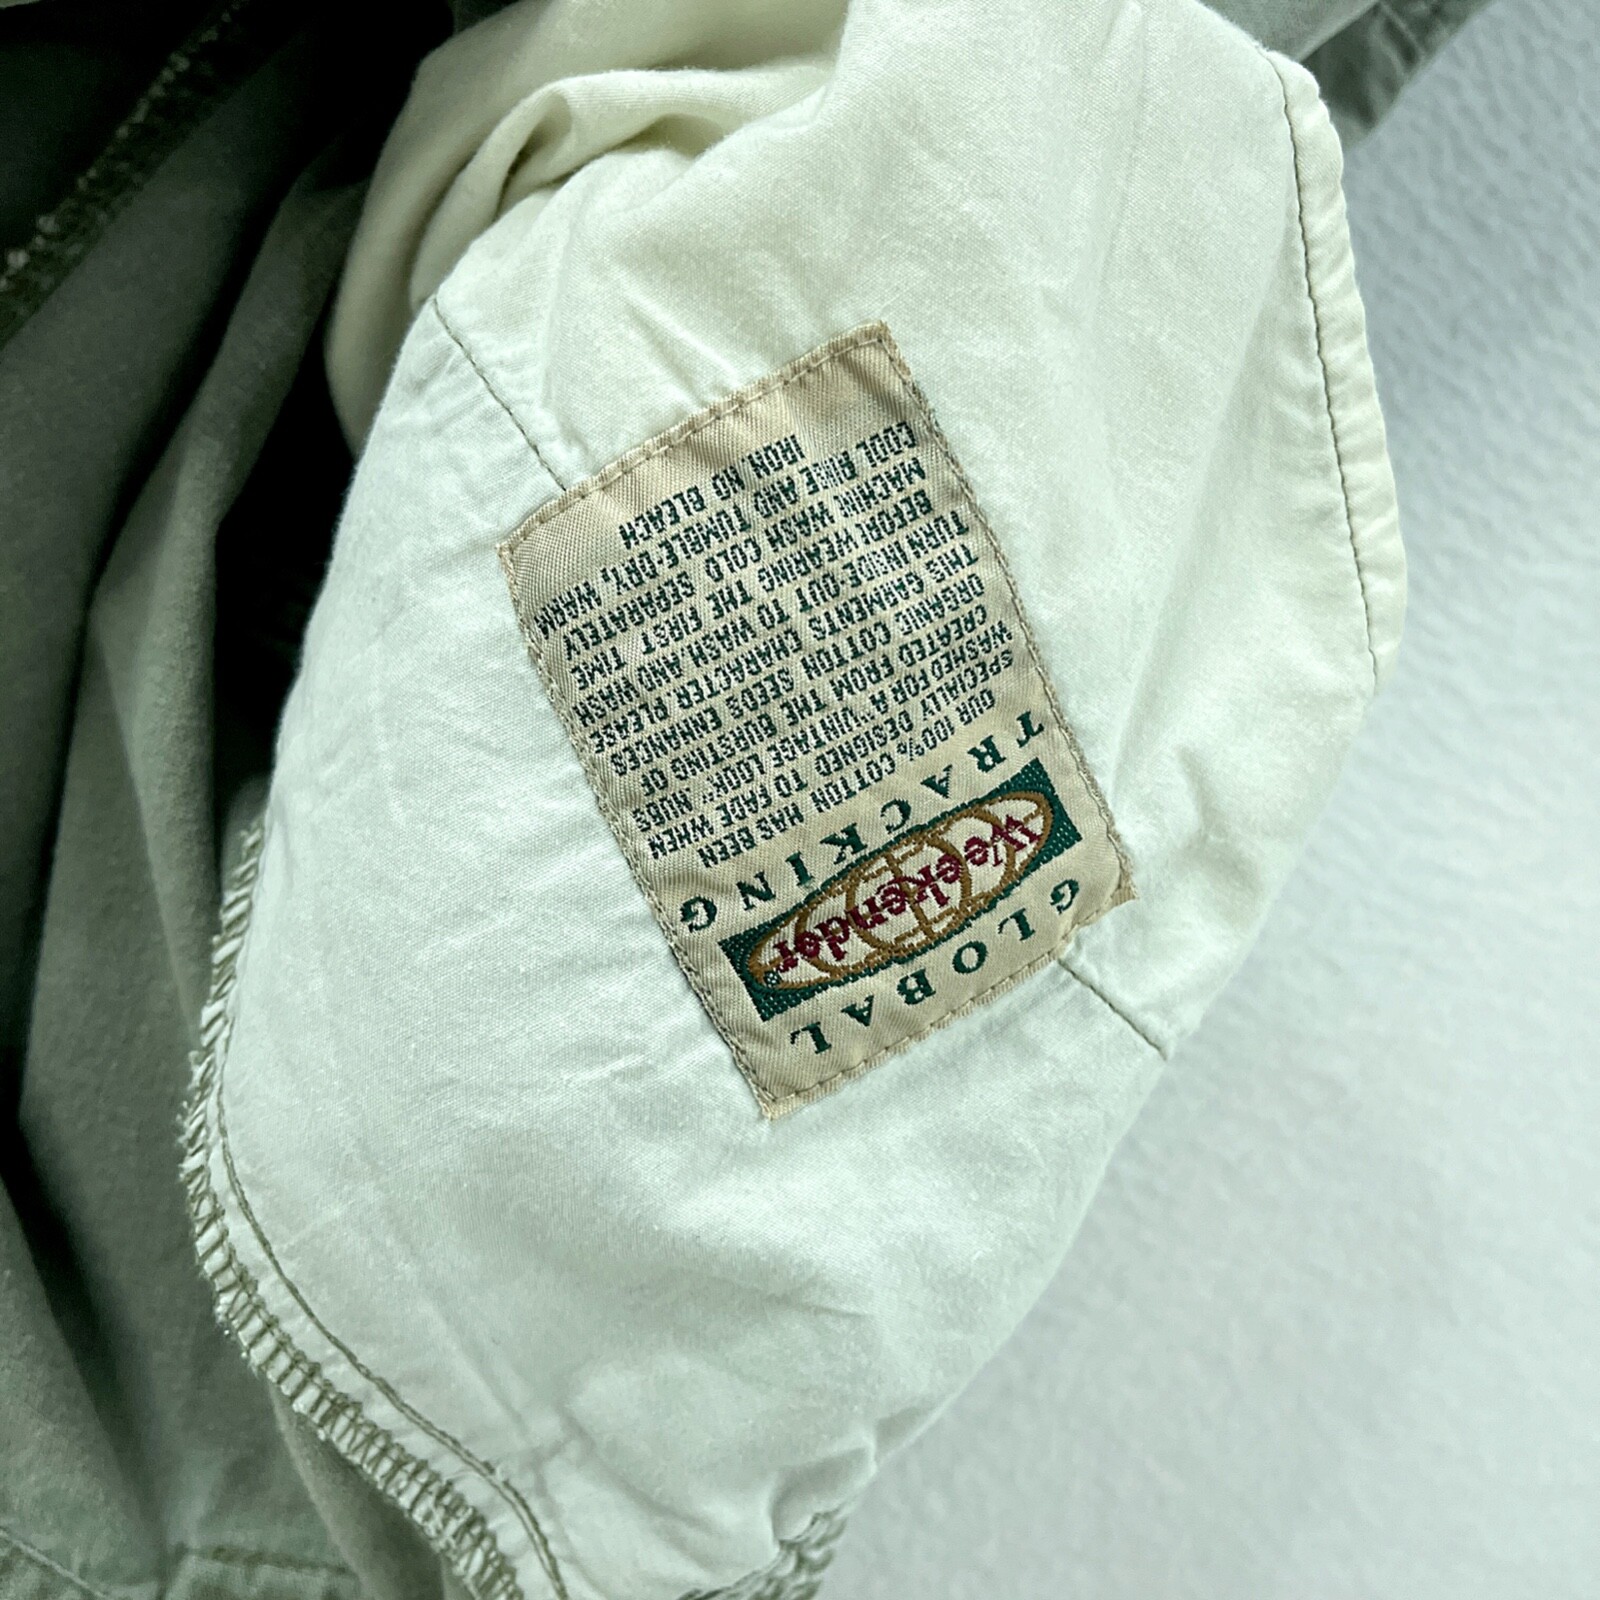 GLOBAL
Weekender®
TRACKING
OUR 100% COTTON HAS BEEN
SPECIALLY DESIGNED TO FADE WHEN
WASHED FOR A "VINTAGE LOOK" NUBS
CREATED FROM THE BURSTING OF
ORGANIC COTTON SEEDS ENHANCES
THIS GARMENTS CHARACTER. PLEASE
TURN INSIDE-OUT TO WASH AND WASH
BEFORE WEARING THE FIRST TIME
MACHIN WASH COLD SEPARATELY
COOL RINSE AND TUMBLE-DRY, WARM
IRON, NO BLEACH